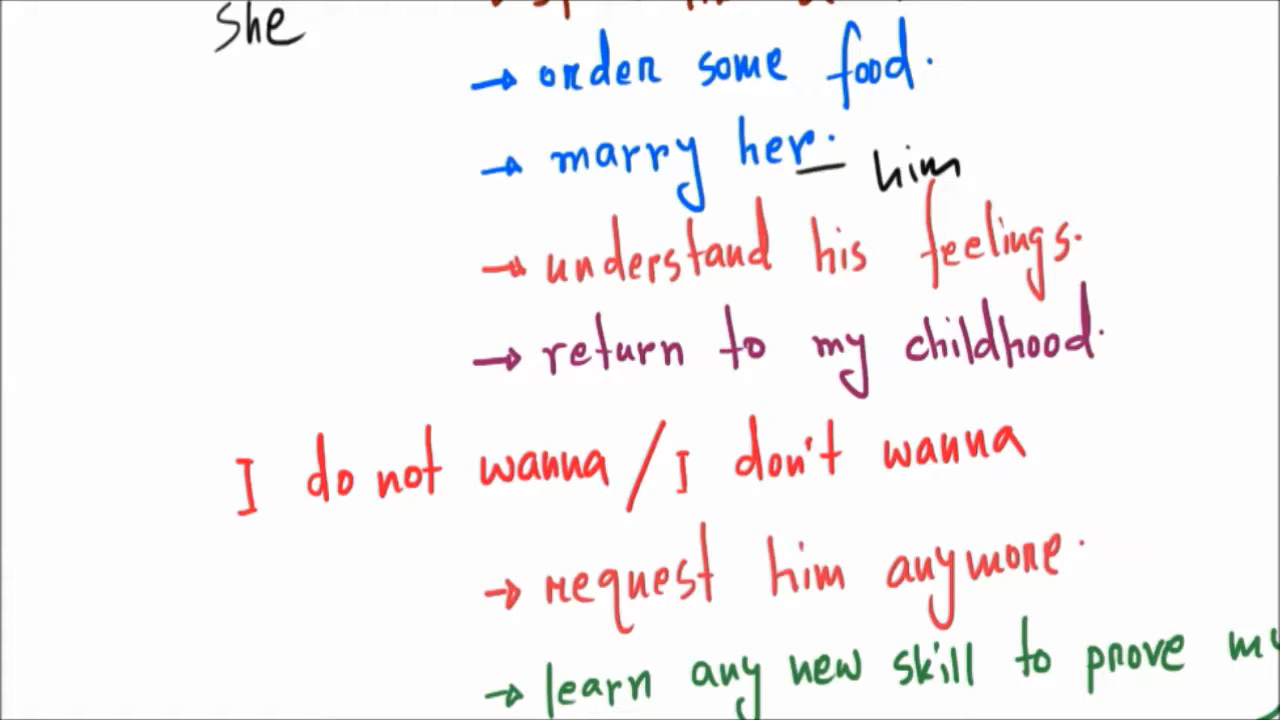 She
→ order some food.
→ marry her. him
→ understand his feelings.
→ return to my childhood.
I do not wanna / I don't wanna
→ request him anymore.
→ learn any new skill to prove my